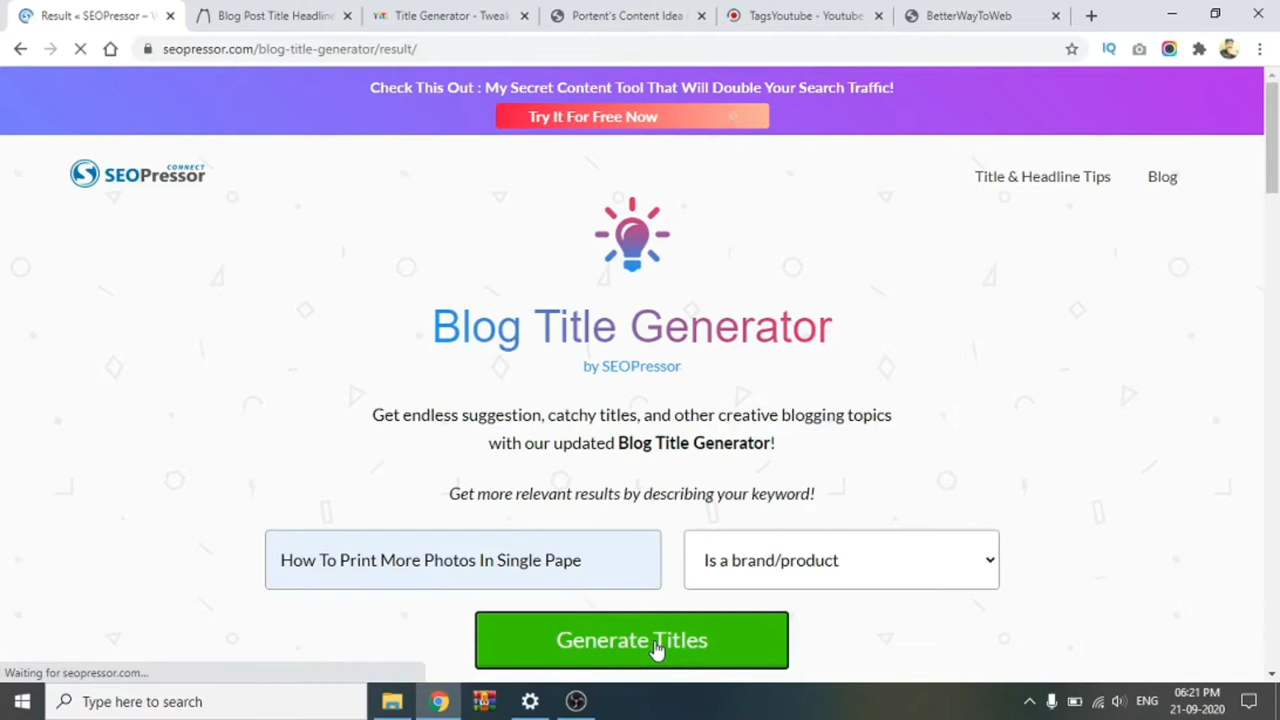 Result « SEOPressor – W
Blog Post Title Headline
Title Generator - Tweak
Portent's Content Idea
TagsYoutube - Youtube
BetterWayToWeb
seopressor.com/blog-title-generator/result/
IQ
Check This Out : My Secret Content Tool That Will Double Your Search Traffic!
Try It For Free Now
SEOPressor
CONNECT
Title & Headline Tips
Blog
Blog Title Generator
by SEOPressor
Get endless suggestion, catchy titles, and other creative blogging topics
with our updated Blog Title Generator!
Get more relevant results by describing your keyword!
How To Print More Photos In Single Pape
Is a brand/product
Generate Titles
Waiting for seopressor.com...
Type here to search
ENG
06:21 PM
21-09-2020